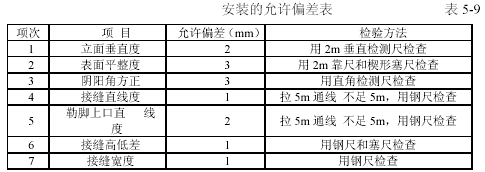 安装的允许偏差表 表 5-9
项次 项 目 允许偏差（mm） 检验方法
1 立面垂直度 2 用 2m 垂直检测尺检查
2 表面平整度 3 用 2m 靠尺和楔形塞尺检查
3 阴阳角方正 3 用直角检测尺检查
4 接缝直线度 1 拉 5m 通线 不足 5m，用钢尺检查
5 勒脚上口直 线度 2 拉 5m 通线 不足 5m，用钢尺检查
6 接缝高低差 1 用钢尺和塞尺检查
7 接缝宽度 1 用钢尺检查